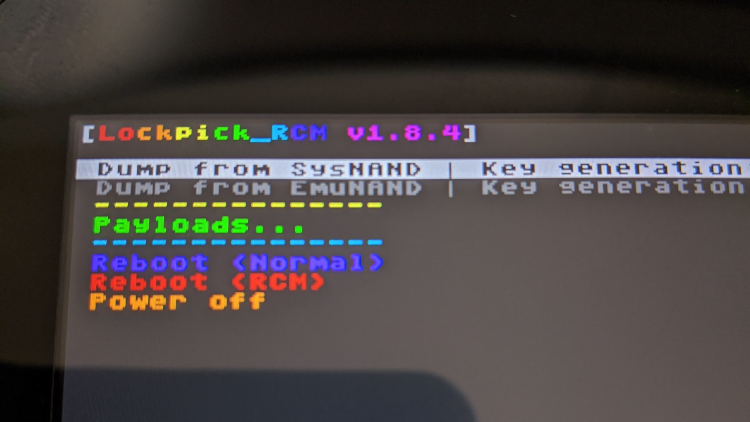 [Lockpick_RCM v1.8.4]
Dump from SysNAND | Key generation
Dump from EmuNAND | Key generation
---------------
Payloads...
---------------
Reboot (Normal)
Reboot (RCM)
Power off